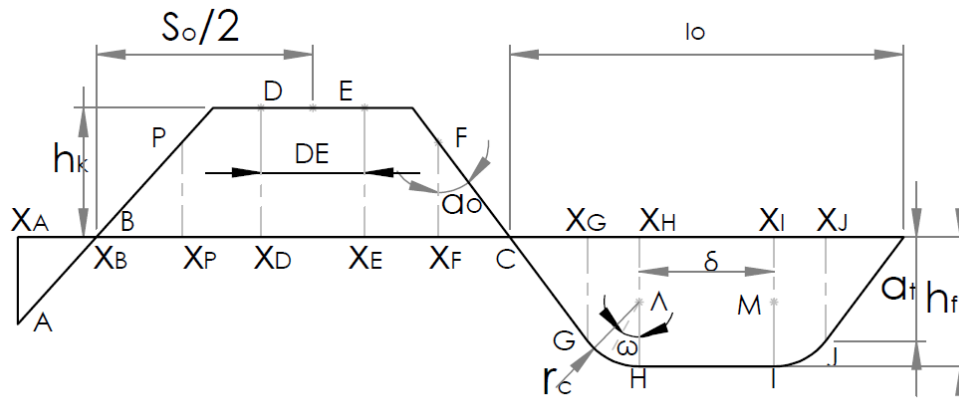 So/2
lo
D E
P F
hk DE
ao
XA B XG XH XI XJ
XB XP XD XE XF C δ
at hf
Λ M
A G ω J
rc H I